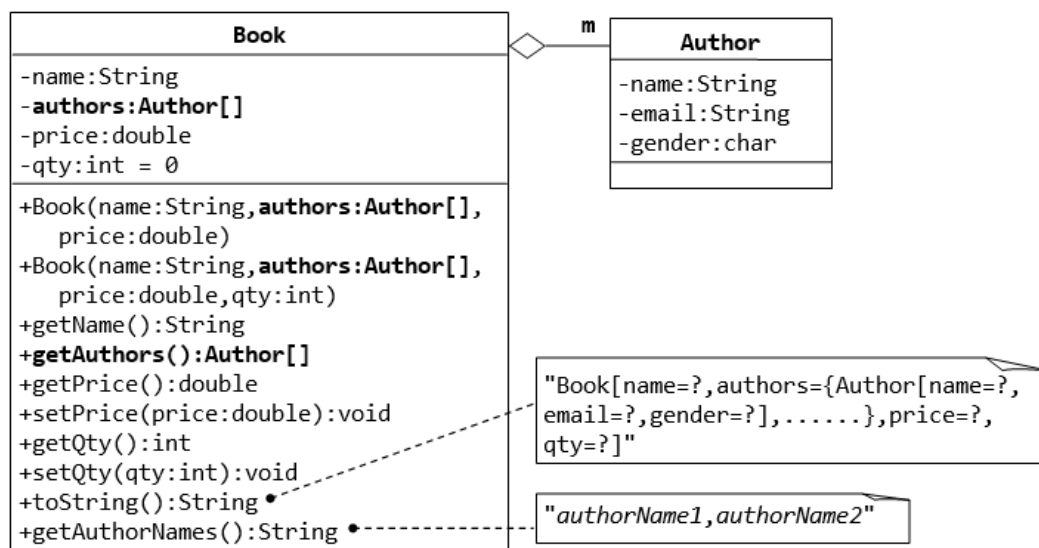 Book
-name:String
-authors:Author[]
-price:double
-qty:int = 0
+Book(name:String,authors:Author[],
price:double)
+Book(name:String,authors:Author[],
price:double,qty:int)
+getName():String
+getAuthors():Author[]
+getPrice():double
+setPrice(price:double):void
+getQty():int
+setQty(qty:int):void
+toString():String
+getAuthorNames():String
m
Author
-name:String
-email:String
-gender:char
"Book[name=?,authors={Author[name=?,
email=?,gender=?],......},price=?,
qty=?]"
"authorName1,authorName2"